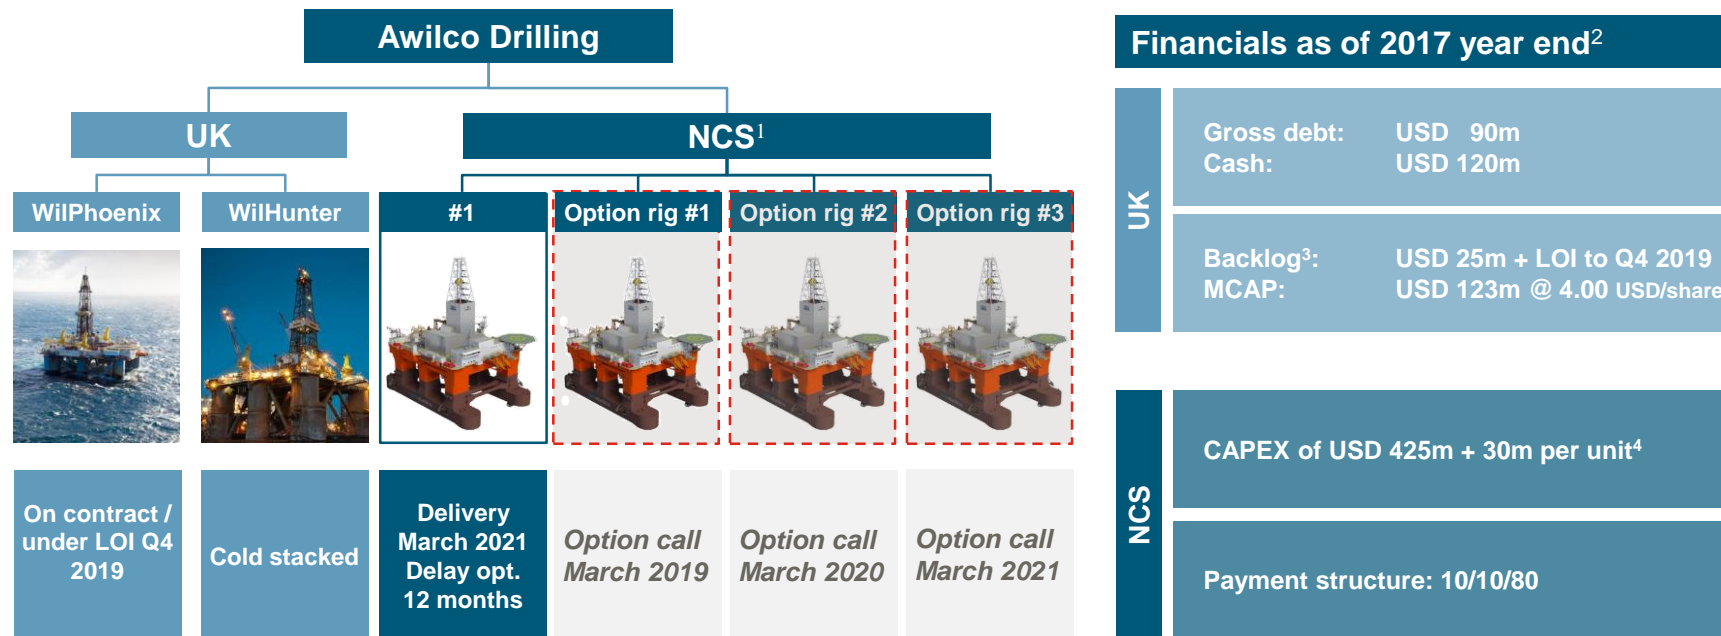 Awilco Drilling
UK
NCS¹
WilPhoenix
WilHunter
#1
Option rig #1
Option rig #2
Option rig #3
On contract /
under LOI Q4
2019
Cold stacked
Delivery
March 2021
Delay opt.
12 months
Option call
March 2019
Option call
March 2020
Option call
March 2021
Financials as of 2017 year end²
UK
Gross debt: USD 90m
Cash: USD 120m
Backlog³: USD 25m + LOI to Q4 2019
MCAP: USD 123m @ 4.00 USD/share
NCS
CAPEX of USD 425m + 30m per unit⁴
Payment structure: 10/10/80